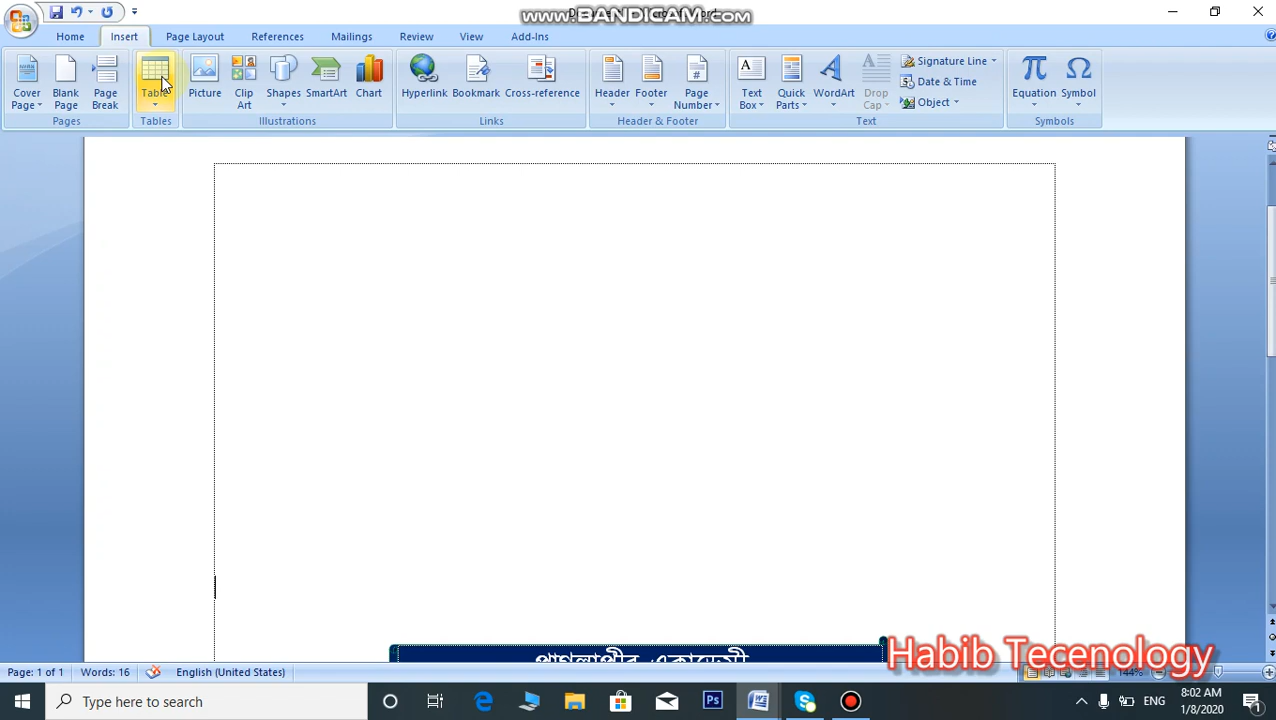 www.BANDICAM.com
Home Insert Page Layout References Mailings Review View Add-Ins
Cover Page
Blank Page
Page Break
Table
Picture
Clip Art
Shapes
SmartArt
Chart
Hyperlink
Bookmark
Cross-reference
Header
Footer
Page Number
Text Box
Quick Parts
WordArt
Drop Cap
Signature Line
Date & Time
Object
Equation
Symbol
Pages Tables Illustrations Links Header & Footer Text Symbols
Habib Tecenology
Page: 1 of 1 Words: 16 English (United States) 144%
Type here to search
Ps
ENG
8:02 AM
1/8/2020